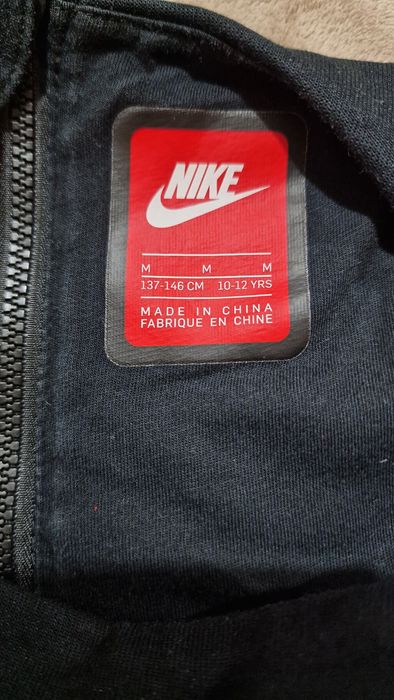 NIKE
M M M
137-146 CM 10-12 YRS
MADE IN CHINA
FABRIQUE EN CHINE